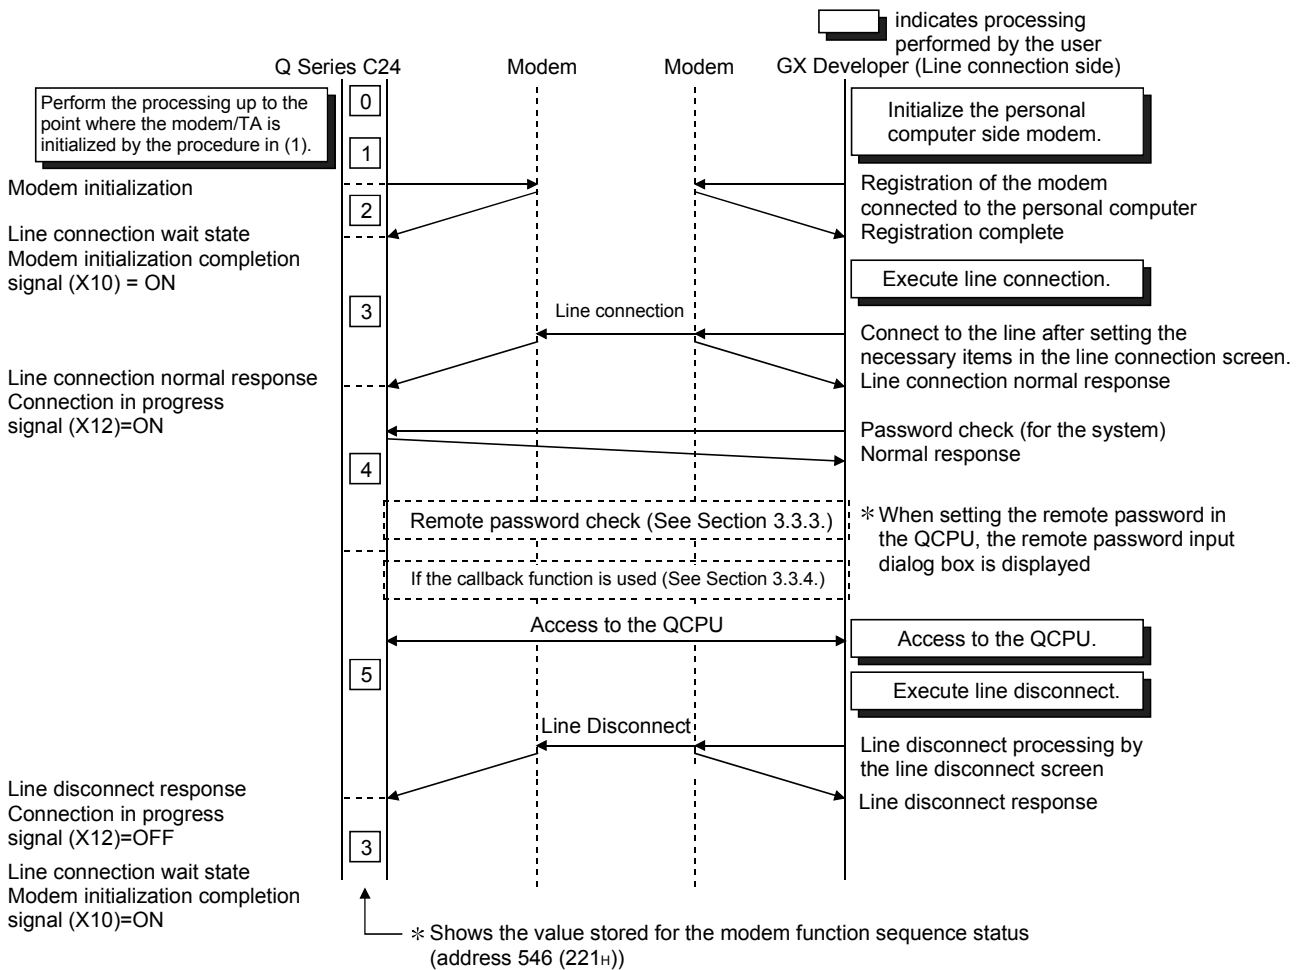 indicates processing
performed by the user
Q Series C24
Modem
Modem
GX Developer (Line connection side)
Perform the processing up to the
point where the modem/TA is
initialized by the procedure in (1).
0
Initialize the personal
computer side modem.
1
Modem initialization
Registration of the modem
connected to the personal computer
2
Line connection wait state
Modem initialization completion
signal (X10) = ON
Registration complete
Execute line connection.
3
Line connection
Connect to the line after setting the
necessary items in the line connection screen.
Line connection normal response
Connection in progress
signal (X12)=ON
Line connection normal response
Password check (for the system)
Normal response
4
Remote password check (See Section 3.3.3.)
* When setting the remote password in
the QCPU, the remote password input
dialog box is displayed
If the callback function is used (See Section 3.3.4.)
Access to the QCPU
Access to the QCPU.
5
Execute line disconnect.
Line Disconnect
Line disconnect processing by
the line disconnect screen
Line disconnect response
Connection in progress
signal (X12)=OFF
Line disconnect response
3
Line connection wait state
Modem initialization completion
signal (X10)=ON
* Shows the value stored for the modem function sequence status
(address 546 (221H))